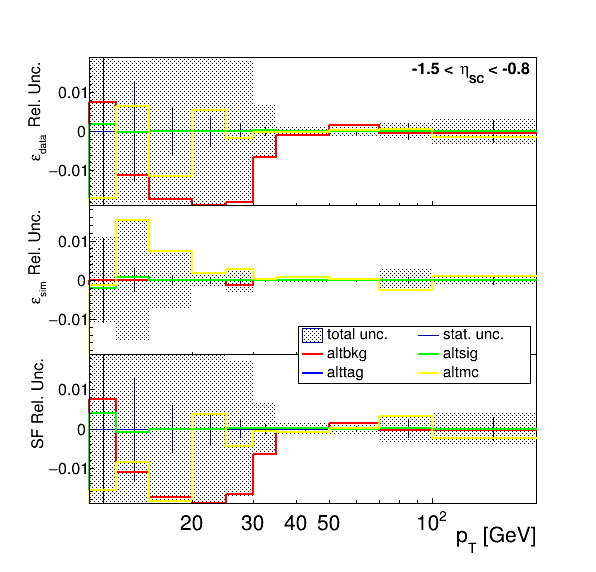 -1.5 < ηSC < -0.8
εdata Rel. Unc.
0.01
0
−0.01
εsim Rel. Unc.
0.01
0
−0.01
total unc. stat. unc.
altbkg altsig
alttag altmc
SF Rel. Unc.
0.01
0
−0.01
20 30 40 50 10²
pT [GeV]